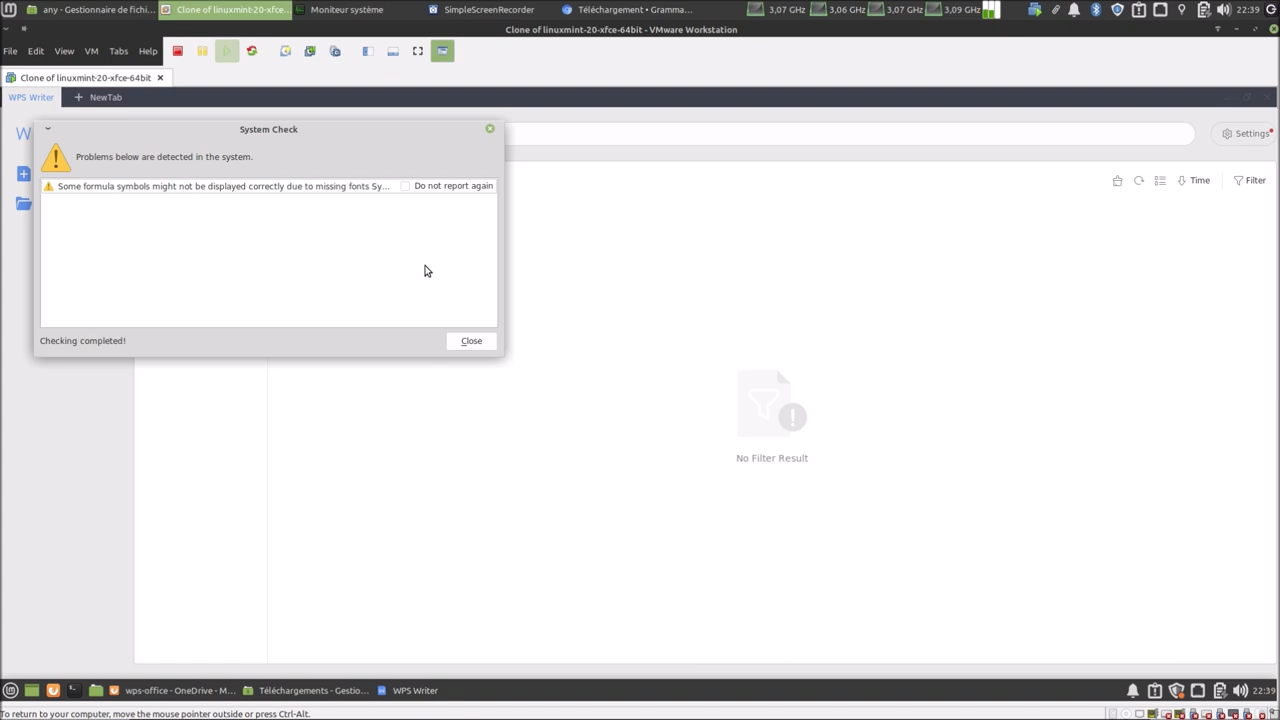 any - Gestionnaire de fichi...
Clone of linuxmint-20-xfce...
Moniteur système
SimpleScreenRecorder
Téléchargement • Gramma...
3,07 GHz
3,06 GHz
3,07 GHz
3,09 GHz
22:39
Clone of linuxmint-20-xfce-64bit - VMware Workstation
File Edit View VM Tabs Help
Clone of linuxmint-20-xfce-64bit
WPS Writer
NewTab
System Check
W
Settings
Problems below are detected in the system.
Some formula symbols might not be displayed correctly due to missing fonts Sy...
Do not report again
Time
Filter
Checking completed!
Close
No Filter Result
wps-office - OneDrive - M...
Téléchargements - Gestio...
WPS Writer
22:39
To return to your computer, move the mouse pointer outside or press Ctrl-Alt.